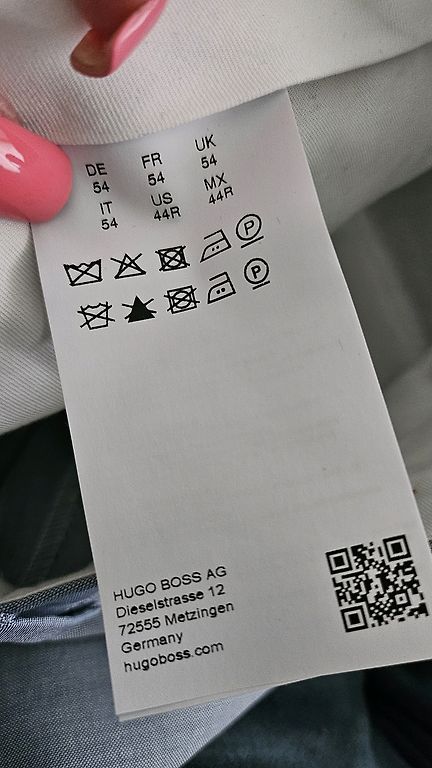 DE FR UK
54 54 54
IT US MX
54 44R 44R
P
P
HUGO BOSS AG
Dieselstrasse 12
72555 Metzingen
Germany
hugoboss.com